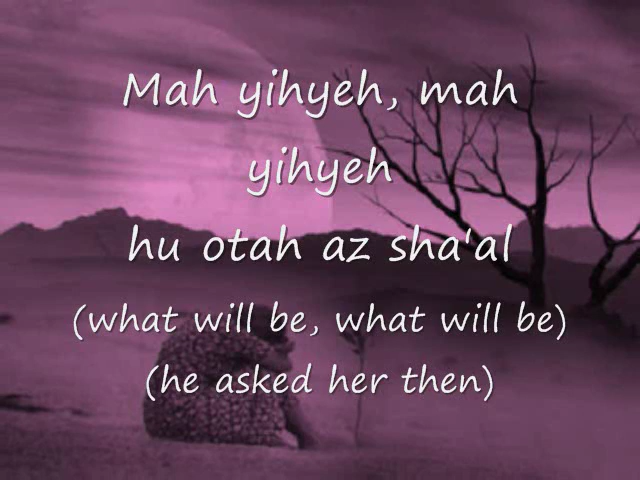 Mah yihyeh, mah
yihyeh
hu otah az sha'al
(what will be, what will be)
(he asked her then)